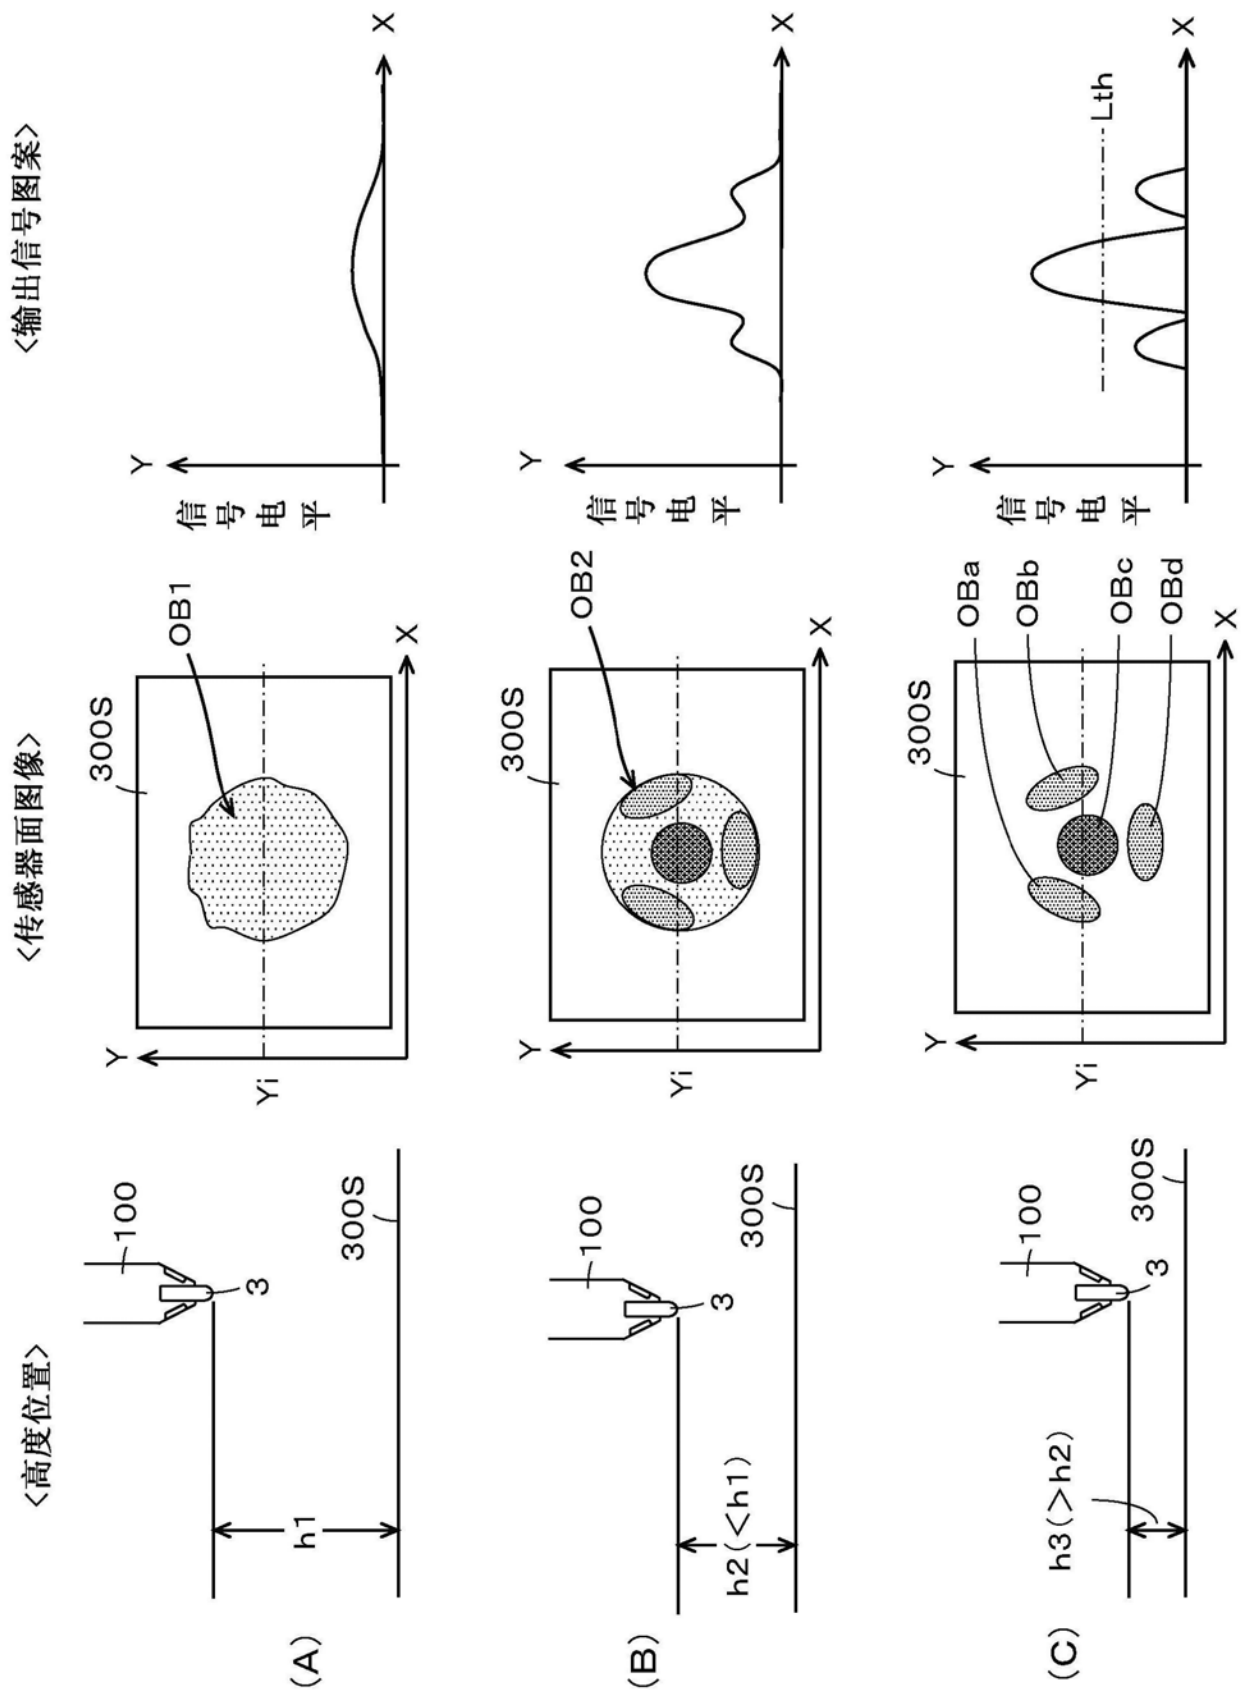 <高度位置>
<传感器面图像>
<输出信号图案>
(A)
h1
100
3
300S
Y
Yi
300S
OB1
X
Y
信号电平
X
(B)
h2(<h1)
100
3
300S
Y
Yi
300S
OB2
X
Y
信号电平
X
(C)
h3(>h2)
100
3
300S
Y
Yi
300S
OBa
OBb
OBc
OBd
X
Y
信号电平
Lth
X